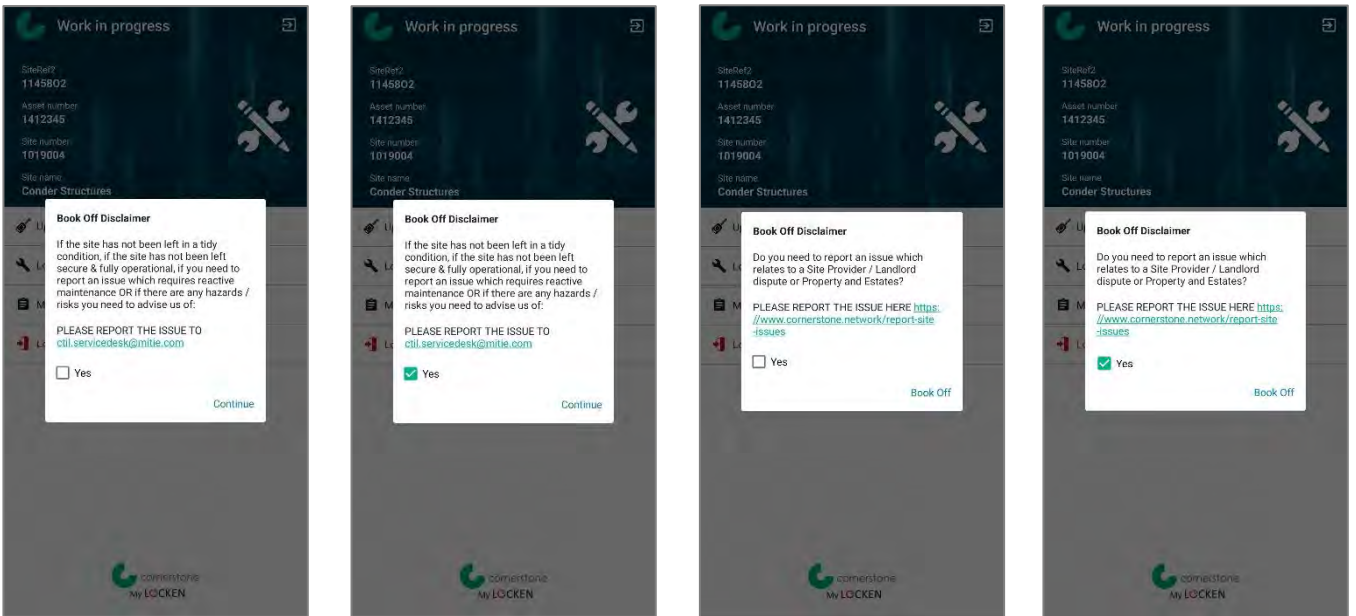 Work in progress
SiteRef2
1145802
Asset number
1412345
Site number
1019004
Site name
Conder Structures
Book Off Disclaimer
If the site has not been left in a tidy
condition, if the site has not been left
secure & fully operational, if you need to
report an issue which requires reactive
maintenance OR if there are any hazards /
risks you need to advise us of:
PLEASE REPORT THE ISSUE TO
ctil.servicedesk@mitie.com
Yes
Continue
cornerstone
My LOCKEN
Work in progress
SiteRef2
1145802
Asset number
1412345
Site number
1019004
Site name
Conder Structures
Book Off Disclaimer
If the site has not been left in a tidy
condition, if the site has not been left
secure & fully operational, if you need to
report an issue which requires reactive
maintenance OR if there are any hazards /
risks you need to advise us of:
PLEASE REPORT THE ISSUE TO
ctil.servicedesk@mitie.com
Yes
Continue
cornerstone
My LOCKEN
Work in progress
SiteRef2
1145802
Asset number
1412345
Site number
1019004
Site name
Conder Structures
Book Off Disclaimer
Do you need to report an issue which
relates to a Site Provider / Landlord
dispute or Property and Estates?
PLEASE REPORT THE ISSUE HERE https:
//www.cornerstone.network/report-site
-issues
Yes
Book Off
cornerstone
My LOCKEN
Work in progress
SiteRef2
1145802
Asset number
1412345
Site number
1019004
Site name
Conder Structures
Book Off Disclaimer
Do you need to report an issue which
relates to a Site Provider / Landlord
dispute or Property and Estates?
PLEASE REPORT THE ISSUE HERE https:
//www.cornerstone.network/report-site
-issues
Yes
Book Off
cornerstone
My LOCKEN